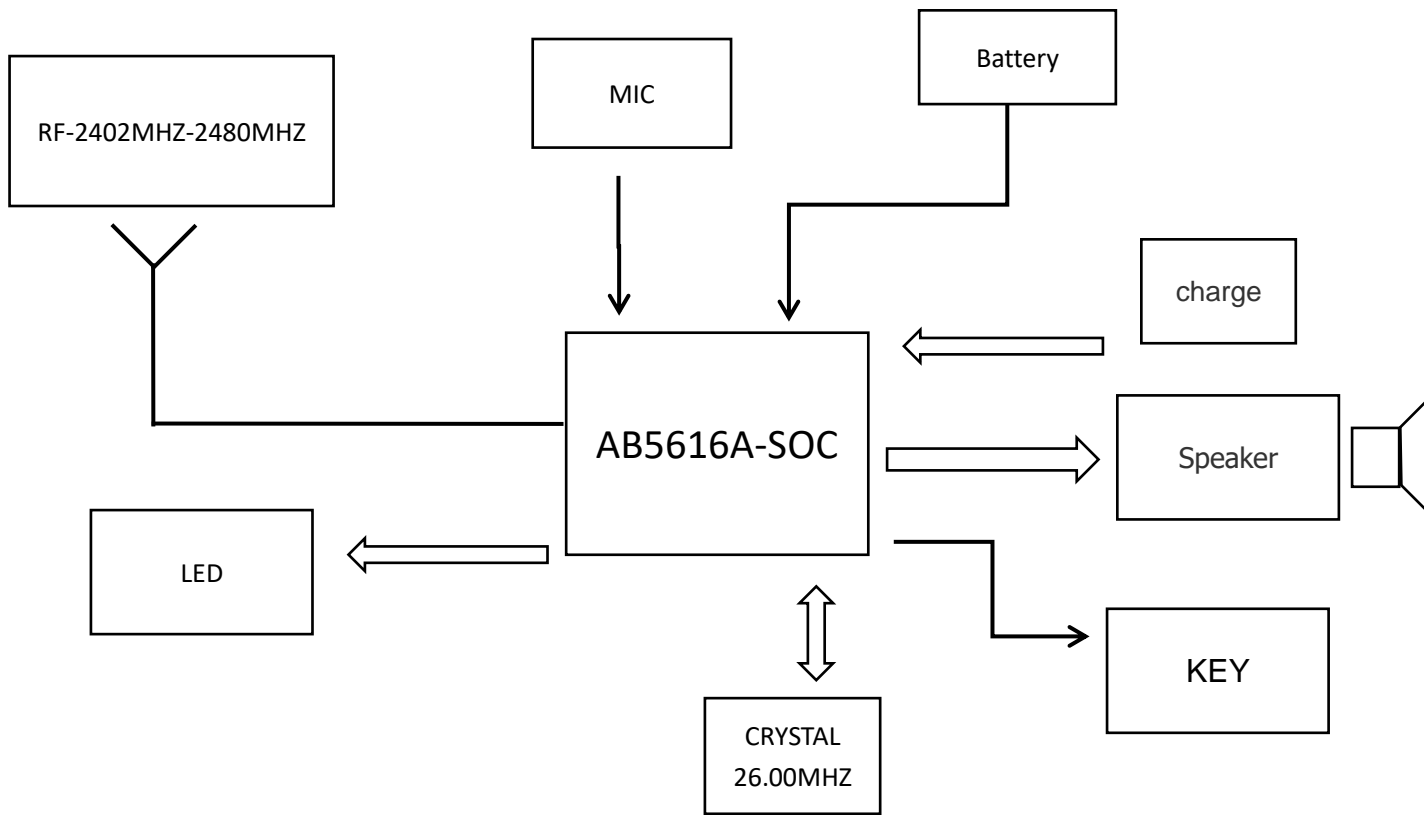 Battery
MIC
RF-2402MHZ-2480MHZ
charge
AB5616A-SOC
Speaker
LED
KEY
CRYSTAL
26.00MHZ